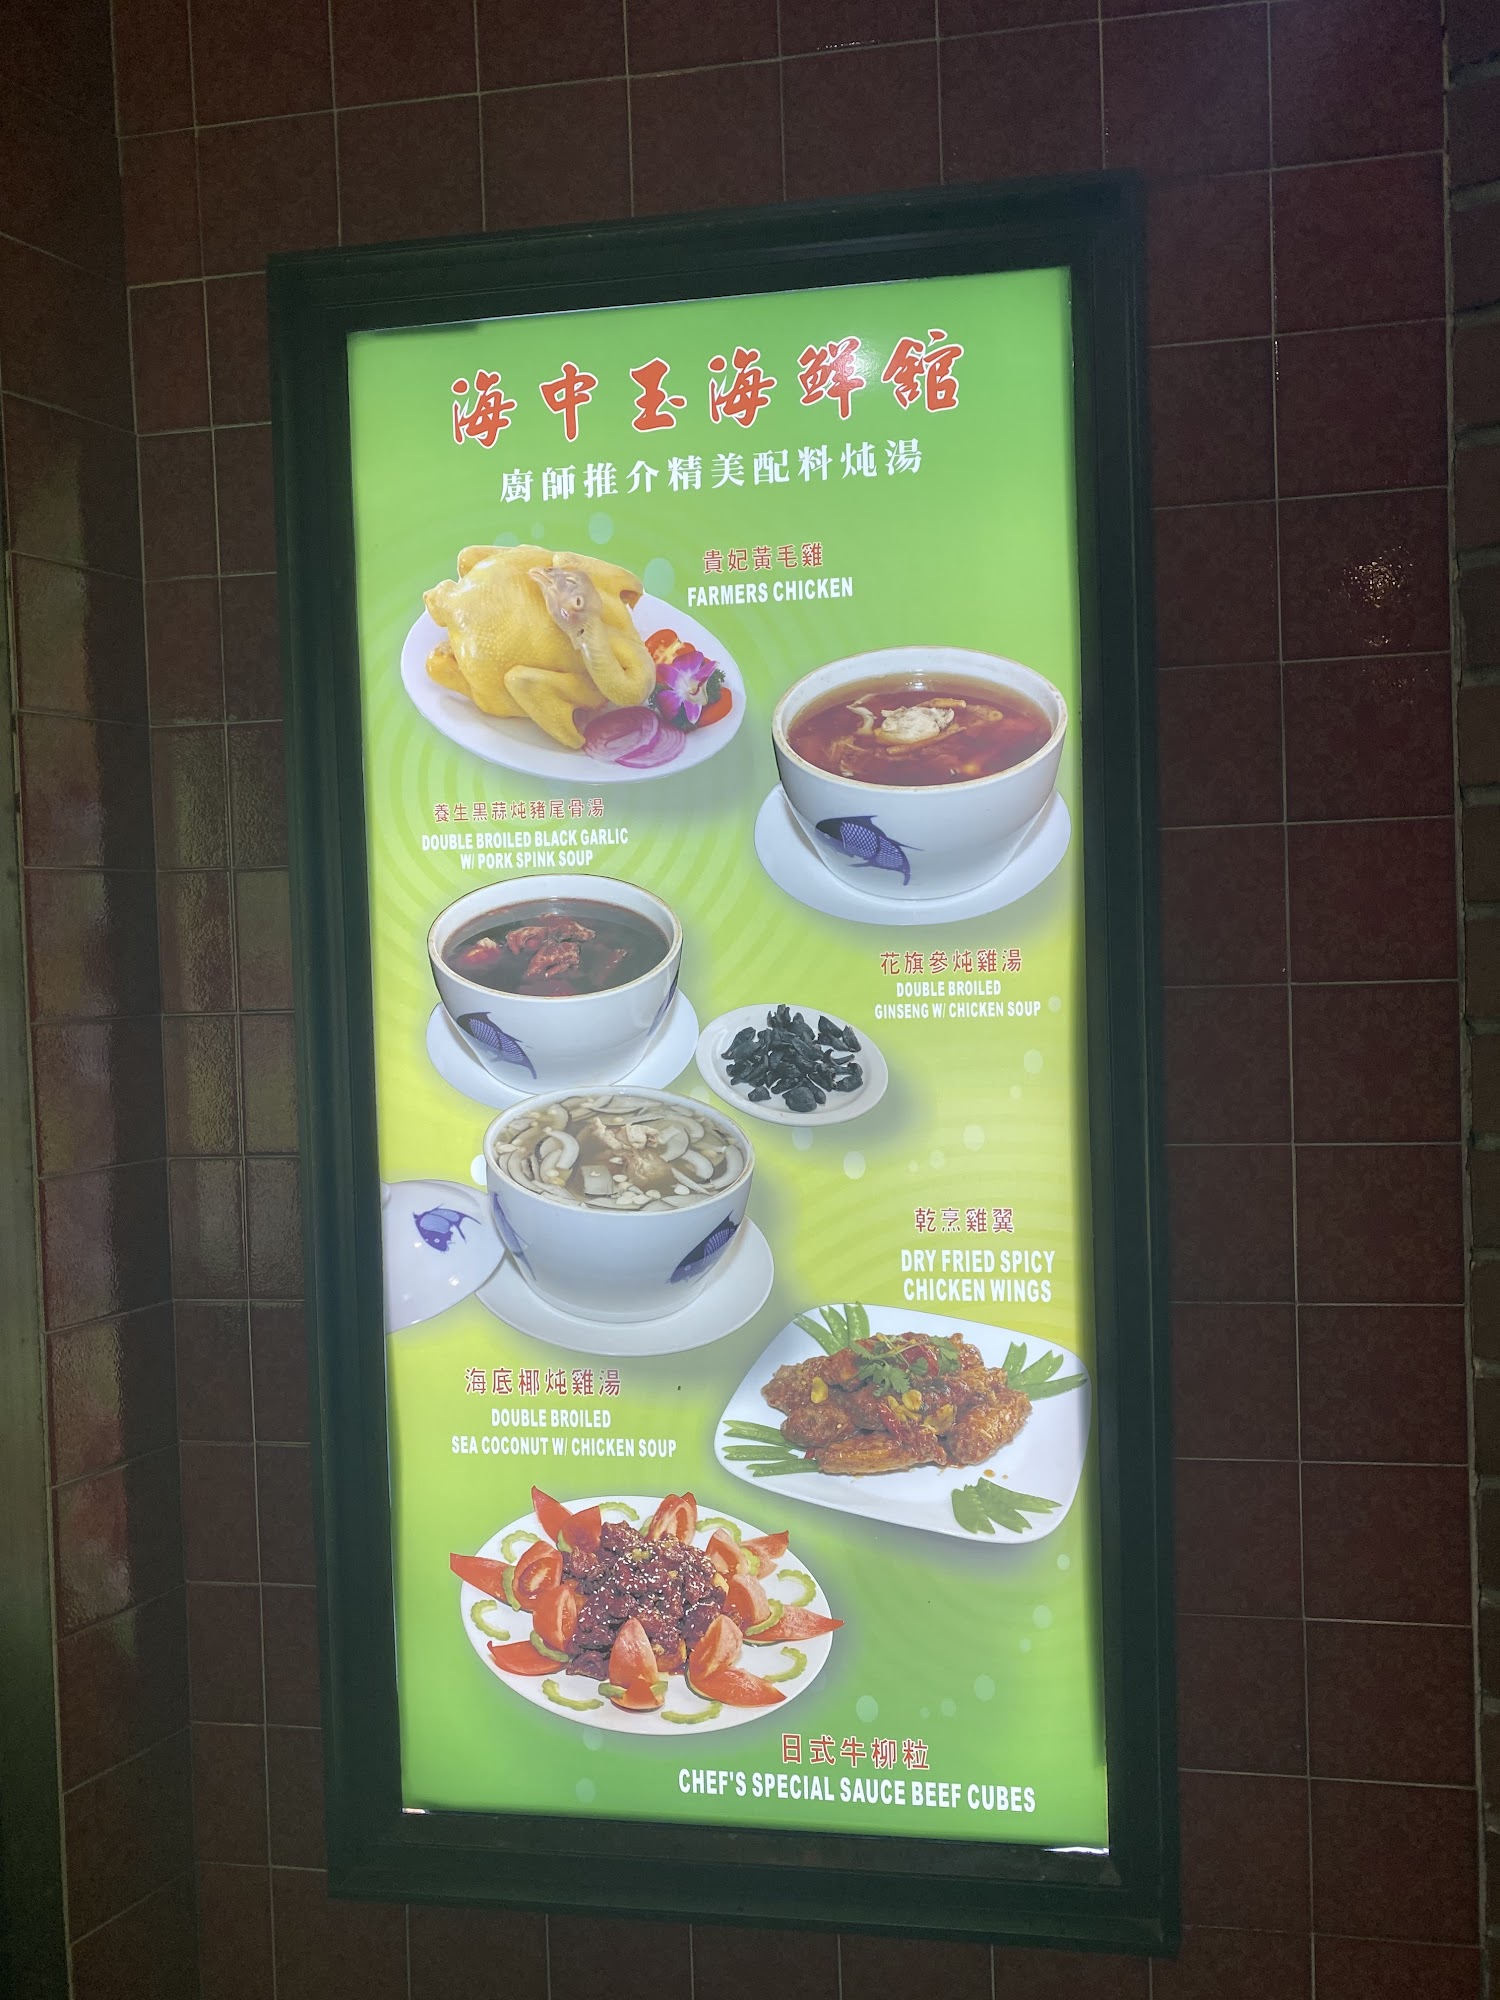 海中玉海鮮舘
廚師推介精美配料炖湯
貴妃黃毛雞
FARMERS CHICKEN
養生黑蒜炖豬尾骨湯
DOUBLE BROILED BLACK GARLIC
W/ PORK SPINK SOUP
花旗參炖雞湯
DOUBLE BROILED
GINSENG W/ CHICKEN SOUP
乾烹雞翼
DRY FRIED SPICY
CHICKEN WINGS
海底椰炖雞湯
DOUBLE BROILED
SEA COCONUT W/ CHICKEN SOUP
日式牛柳粒
CHEF'S SPECIAL SAUCE BEEF CUBES